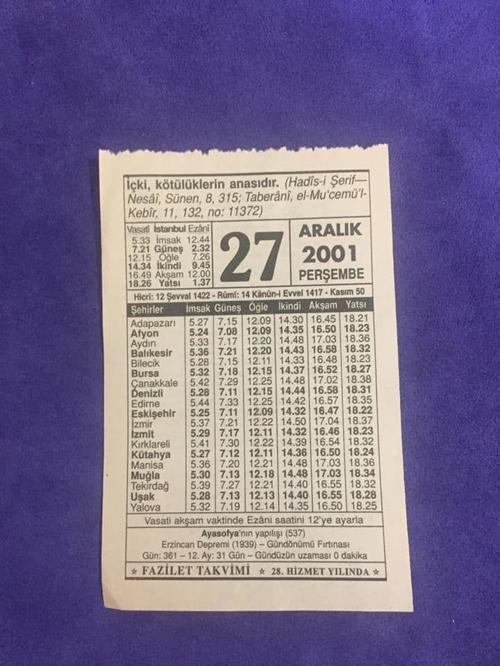 İçki, kötülüklerin anasıdır. (Hadîs-i Şerif—
Nesâî, Sünen, 8, 315; Taberânî, el-Mu'cemü'l-
Kebîr, 11, 132, no: 11372)
Vasatî İstanbul Ezânî
5.33 İmsak 12.44
7.21 Güneş 2.32
12.15 Öğle 7.26
14.34 İkindi 9.45
16.49 Akşam 12.00
18.26 Yatsı 1.37
27
ARALIK
2001
PERŞEMBE
Hicrî: 12 Şevval 1422 - Rûmî: 14 Kânûn-i Evvel 1417 - Kasım 50
Şehirler İmsak Güneş Öğle İkindi Akşam Yatsı
Adapazarı 5.27 7.15 12.09 14.30 16.45 18.21
Afyon 5.24 7.08 12.09 14.35 16.50 18.23
Aydın 5.33 7.17 12.20 14.48 17.03 18.36
Balıkesir 5.36 7.21 12.20 14.43 16.58 18.32
Bilecik 5.28 7.15 12.11 14.33 16.48 18.23
Bursa 5.32 7.18 12.15 14.37 16.52 18.27
Çanakkale 5.42 7.29 12.25 14.48 17.02 18.38
Denizli 5.28 7.11 12.15 14.44 16.58 18.31
Edirne 5.44 7.33 12.25 14.42 16.57 18.35
Eskişehir 5.25 7.11 12.09 14.32 16.47 18.22
İzmir 5.37 7.21 12.22 14.50 17.04 18.37
İzmit 5.29 7.17 12.11 14.32 16.46 18.23
Kırklareli 5.41 7.30 12.22 14.39 16.54 18.32
Kütahya 5.27 7.12 12.11 14.36 16.50 18.24
Manisa 5.36 7.20 12.21 14.48 17.03 18.36
Muğla 5.30 7.13 12.18 14.48 17.03 18.34
Tekirdağ 5.39 7.27 12.21 14.40 16.55 18.32
Uşak 5.28 7.13 12.13 14.40 16.55 18.28
Yalova 5.32 7.19 12.14 14.35 16.50 18.25
Vasati akşam vaktinde Ezânî saatini 12'ye ayarla
Ayasofya'nın yapılışı (537)
Erzincan Depremi (1939) – Gündönümü Fırtınası
Gün: 361 – 12. Ay: 31 Gün – Gündüzün uzaması 0 dakika
★ FAZİLET TAKVİMİ ★ 28. HİZMET YILINDA ★